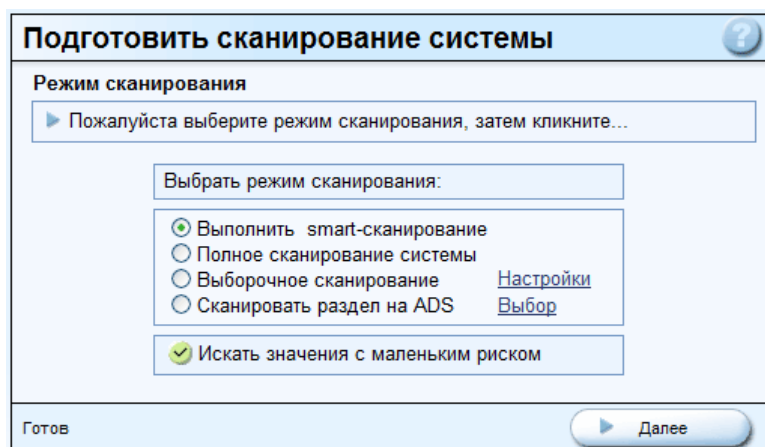 Подготовить сканирование системы
?
Режим сканирования
Пожалуйста выберите режим сканирования, затем кликните...
Выбрать режим сканирования:
Выполнить smart-сканирование
Полное сканирование системы
Выборочное сканирование Настройки
Сканировать раздел на ADS Выбор
Искать значения с маленьким риском
Готов Далее